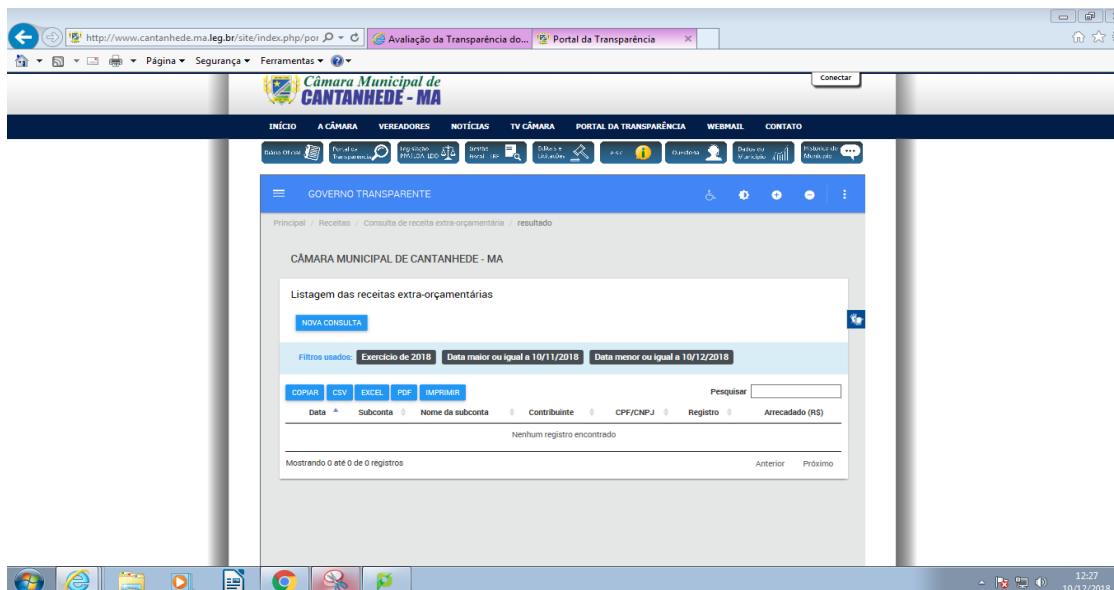 http://www.cantanhede.ma.leg.br/site/index.php/por
Avaliação da Transparência do...
Portal da Transparência
Página Segurança Ferramentas
Câmara Municipal de
CANTANHEDE - MA
Conectar
INÍCIO A CÂMARA VEREADORES NOTÍCIAS TV CÂMARA PORTAL DA TRANSPARÊNCIA WEBMAIL CONTATO
GOVERNO TRANSPARENTE
Principal / Receitas / Consulta de receita extra-orçamentária / resultado
CÂMARA MUNICIPAL DE CANTANHEDE - MA
Listagem das receitas extra-orçamentárias
NOVA CONSULTA
Filtros usados: Exercício de 2018 Data maior ou igual a 10/11/2018 Data menor ou igual a 10/12/2018
COPIAR CSV EXCEL PDF IMPRIMIR Pesquisar
Data Subconta Nome da subconta Contribuinte CPF/CNPJ Registro Arrecadado (R$)
Nenhum registro encontrado
Mostrando 0 até 0 de 0 registros Anterior Próximo
12:27
10/12/2018